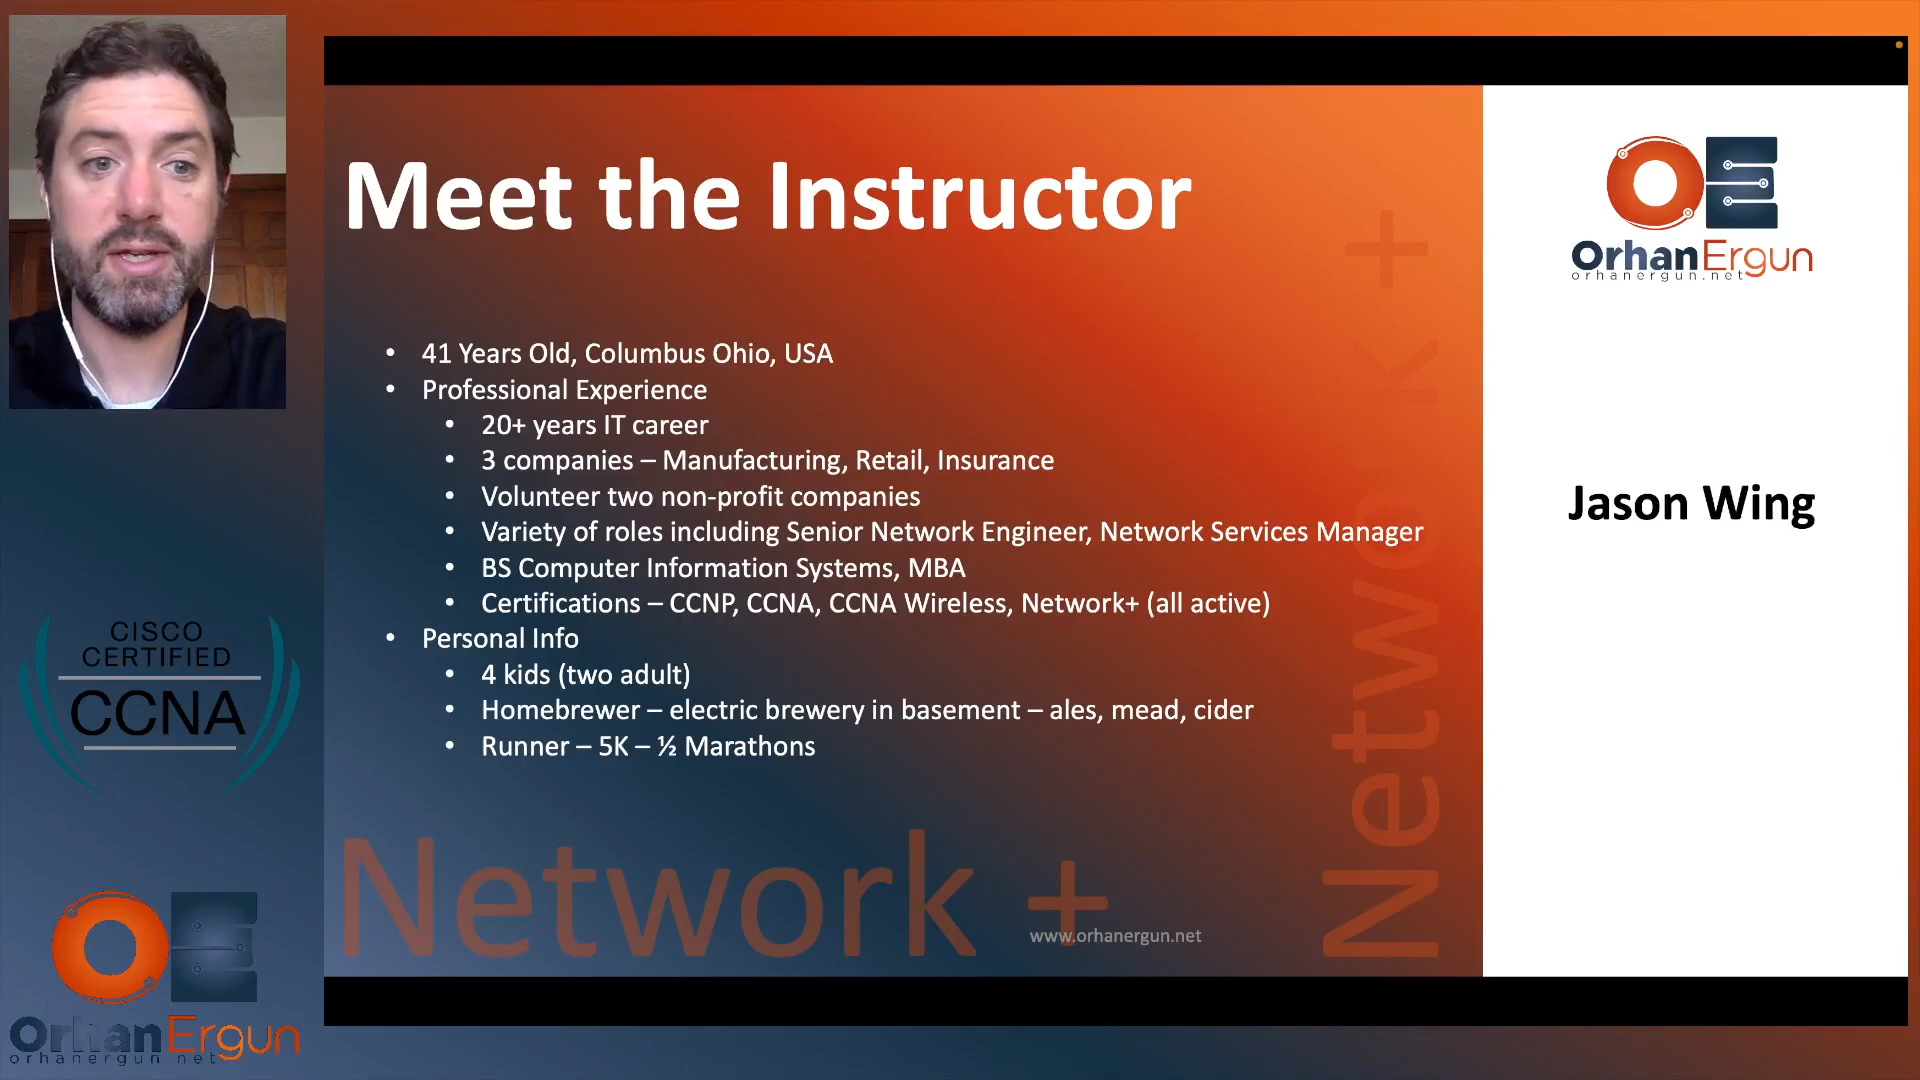 Meet the Instructor
• 41 Years Old, Columbus Ohio, USA
• Professional Experience
• 20+ years IT career
• 3 companies – Manufacturing, Retail, Insurance
• Volunteer two non-profit companies
• Variety of roles including Senior Network Engineer, Network Services Manager
• BS Computer Information Systems, MBA
• Certifications – CCNP, CCNA, CCNA Wireless, Network+ (all active)
• Personal Info
• 4 kids (two adult)
• Homebrewer – electric brewery in basement – ales, mead, cider
• Runner – 5K – ½ Marathons
Network +
www.orhanergun.net
Network +
OE
OrhanErgun
orhanergun.net
Jason Wing
CISCO
CERTIFIED
CCNA
OE
OrhanErgun
orhanergun.net